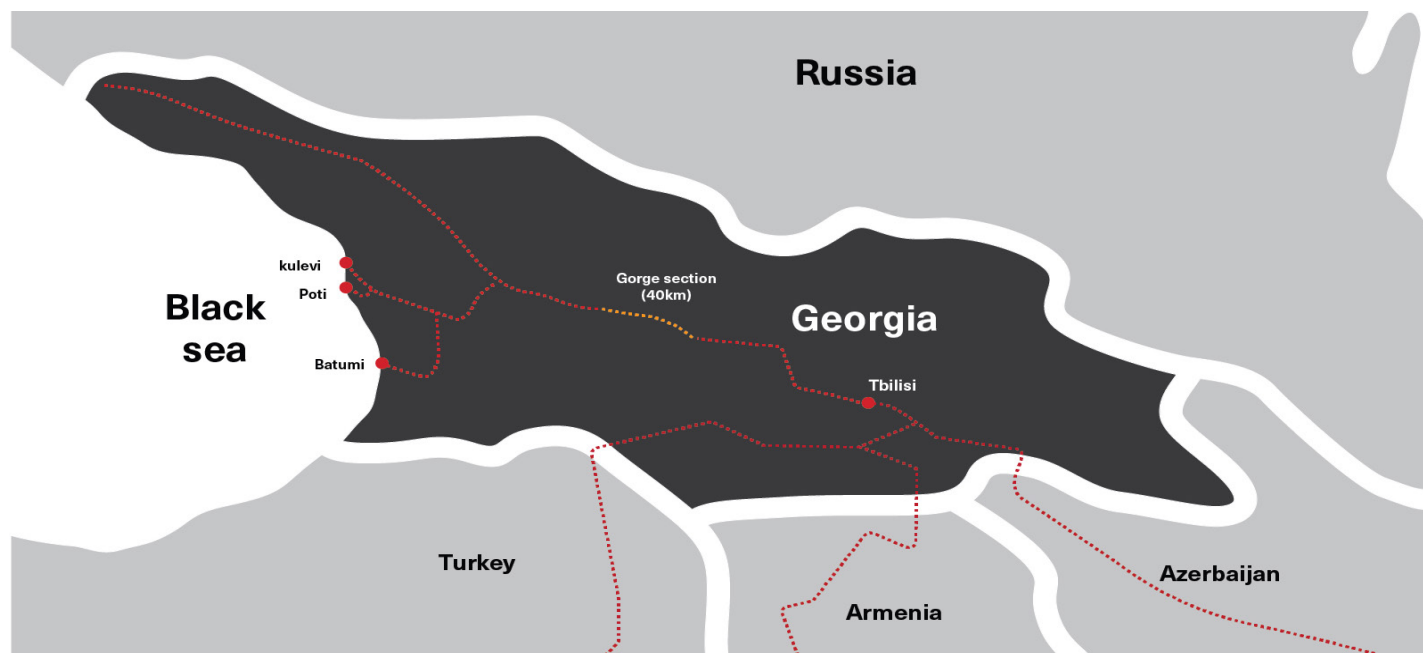 Russia
kulevi
Gorge section
(40km)
Poti
Black
sea
Georgia
Batumi
Tbilisi
Turkey
Azerbaijan
Armenia